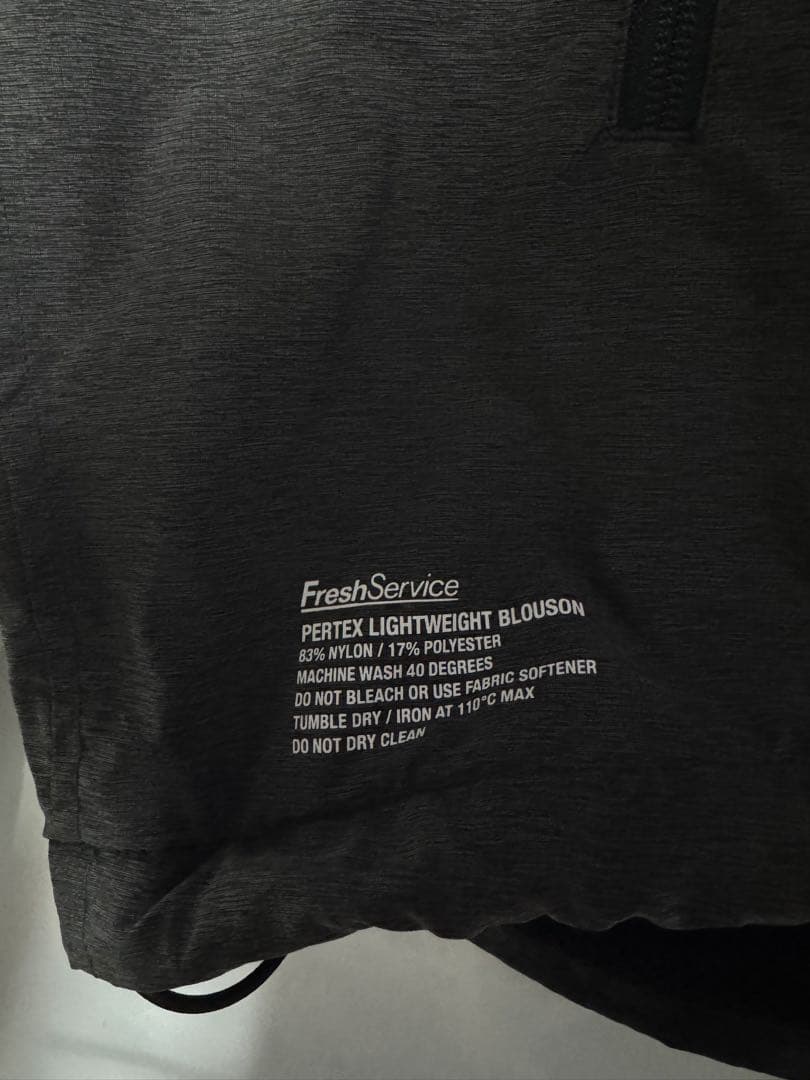 FreshService
PERTEX LIGHTWEIGHT BLOUSON
83% NYLON / 17% POLYESTER
MACHINE WASH 40 DEGREES
DO NOT BLEACH OR USE FABRIC SOFTENER
TUMBLE DRY / IRON AT 110°C MAX
DO NOT DRY CLEAN